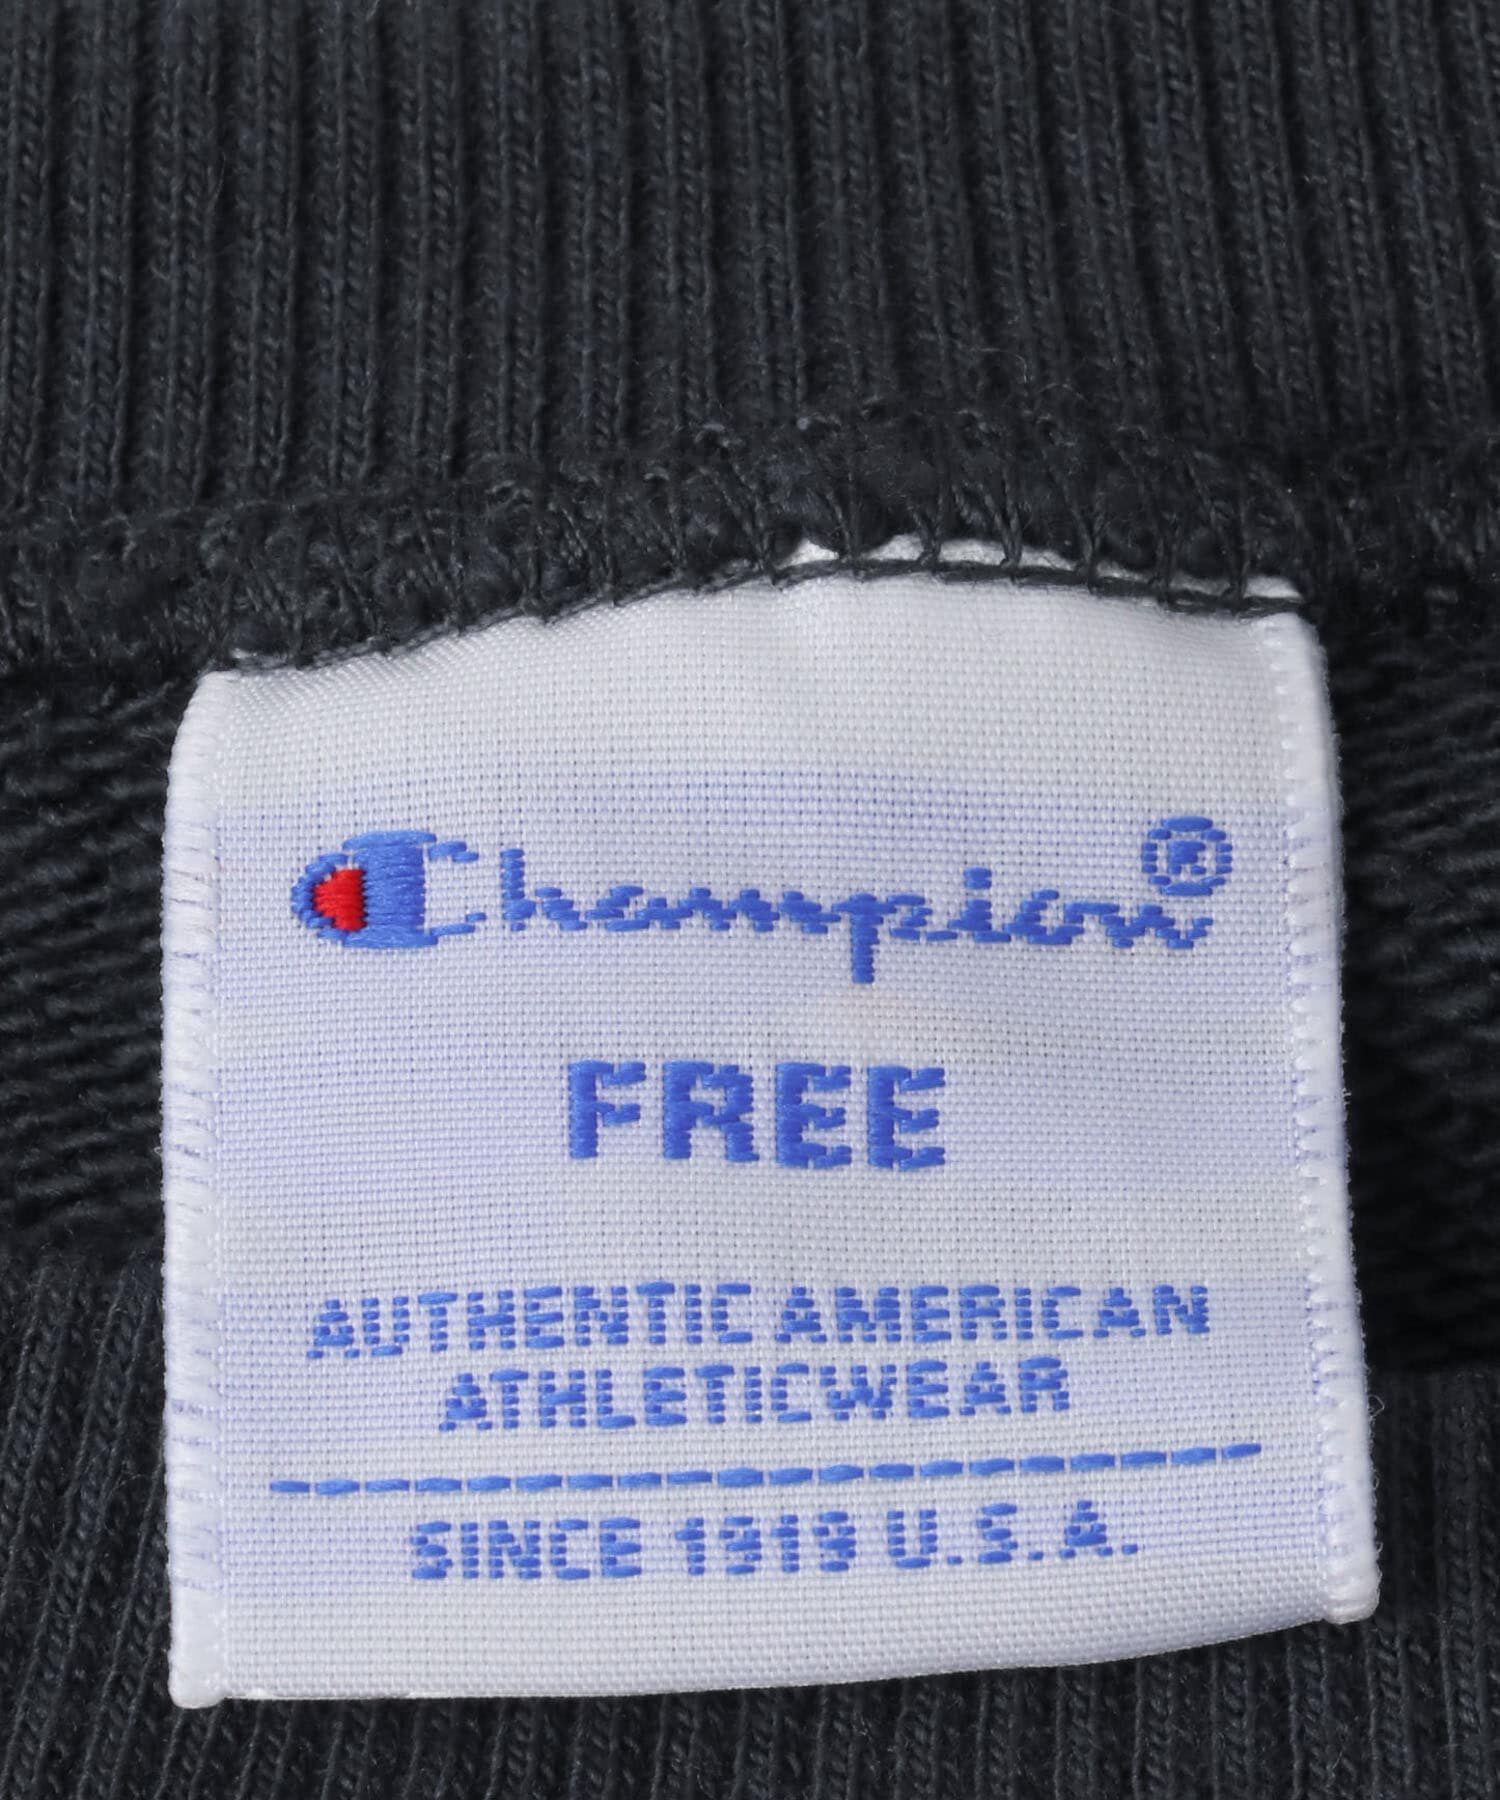 Champion®
FREE
AUTHENTIC AMERICAN
ATHLETICWEAR
SINCE 1919 U.S.A.